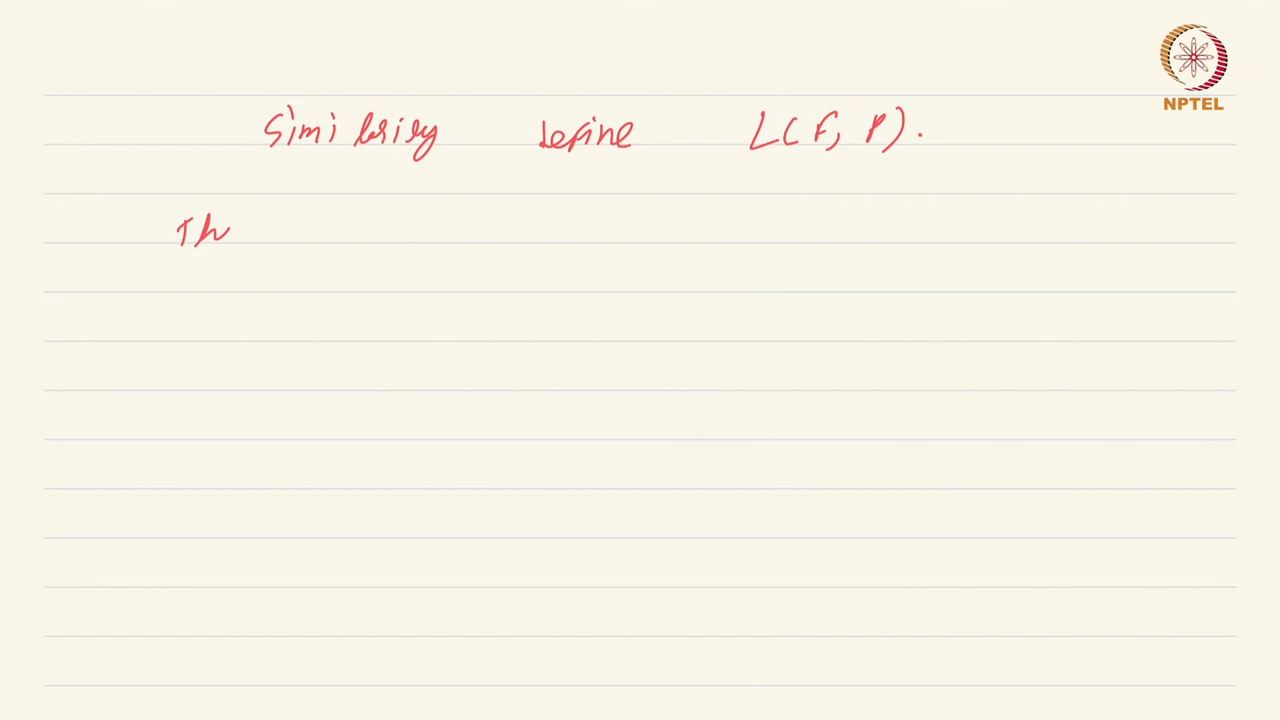 NPTEL
Similarly define L(F, P).
Th